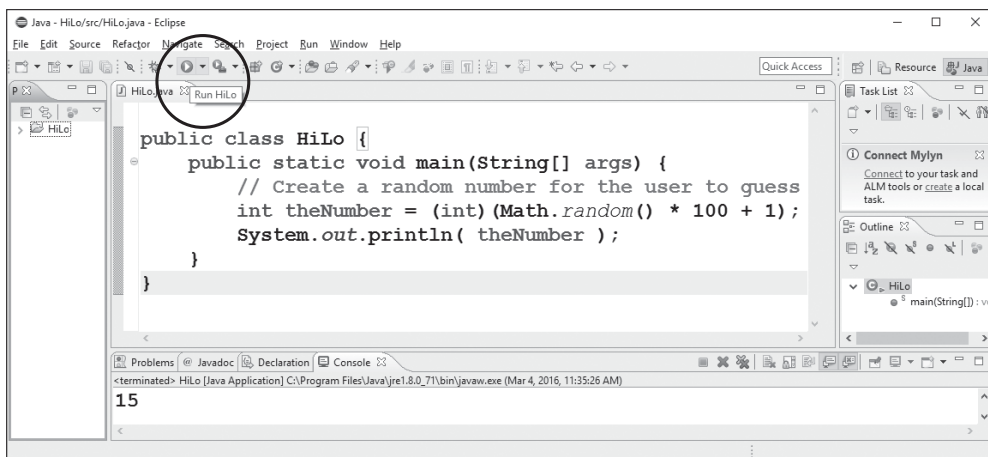 Java - HiLo/src/HiLo.java - Eclipse
File Edit Source Refactor Navigate Search Project Run Window Help
Quick Access
Resource
Java
P
HiLo.java
Run HiLo
Task List
HiLo
public class HiLo {
public static void main(String[] args) {
// Create a random number for the user to guess
int theNumber = (int)(Math.random() * 100 + 1);
System.out.println( theNumber );
}
}
Connect Mylyn
Connect to your task and
ALM tools or create a local
task.
Outline
HiLo
main(String[]) : v
Problems @ Javadoc Declaration Console
<terminated> HiLo [Java Application] C:\Program Files\Java\jre1.8.0_71\bin\javaw.exe (Mar 4, 2016, 11:35:26 AM)
15